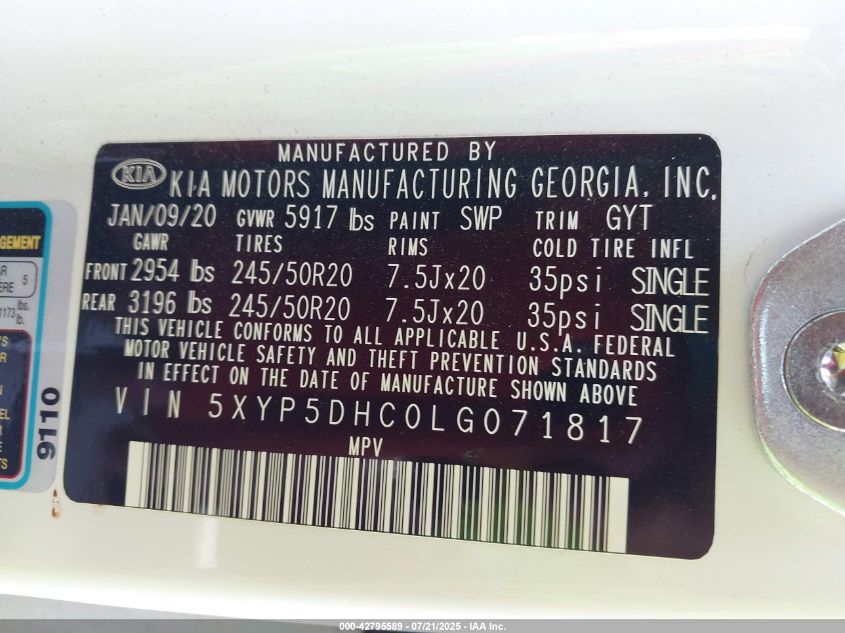 MANUFACTURED BY
KIA KIA MOTORS MANUFACTURING GEORGIA, INC.
JAN/09/20 GVWR 5917 lbs PAINT SWP TRIM GYT
GAWR TIRES RIMS COLD TIRE INFL
FRONT 2954 lbs 245/50R20 7.5Jx20 35psi SINGLE
REAR 3196 lbs 245/50R20 7.5Jx20 35psi SINGLE
THIS VEHICLE CONFORMS TO ALL APPLICABLE U.S.A. FEDERAL
MOTOR VEHICLE SAFETY AND THEFT PREVENTION STANDARDS
IN EFFECT ON THE DATE OF MANUFACTURE SHOWN ABOVE
VIN 5XYP5DHC0LG071817
MPV
5
lbs.
lb.
9110
000-42795589 - 07/21/2025 - IAA Inc.